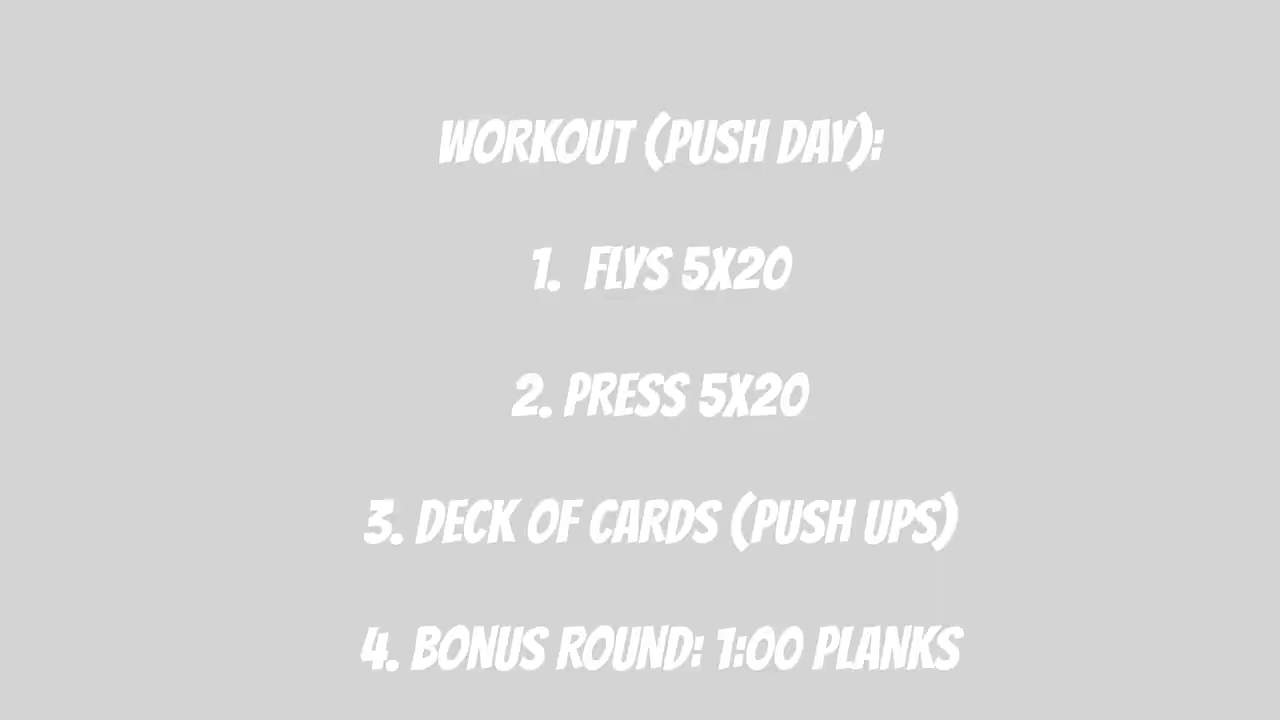 WORKOUT (PUSH DAY):
1. FLYS 5X20
2. PRESS 5X20
3. DECK OF CARDS (PUSH UPS)
4. BONUS ROUND: 1:00 PLANKS